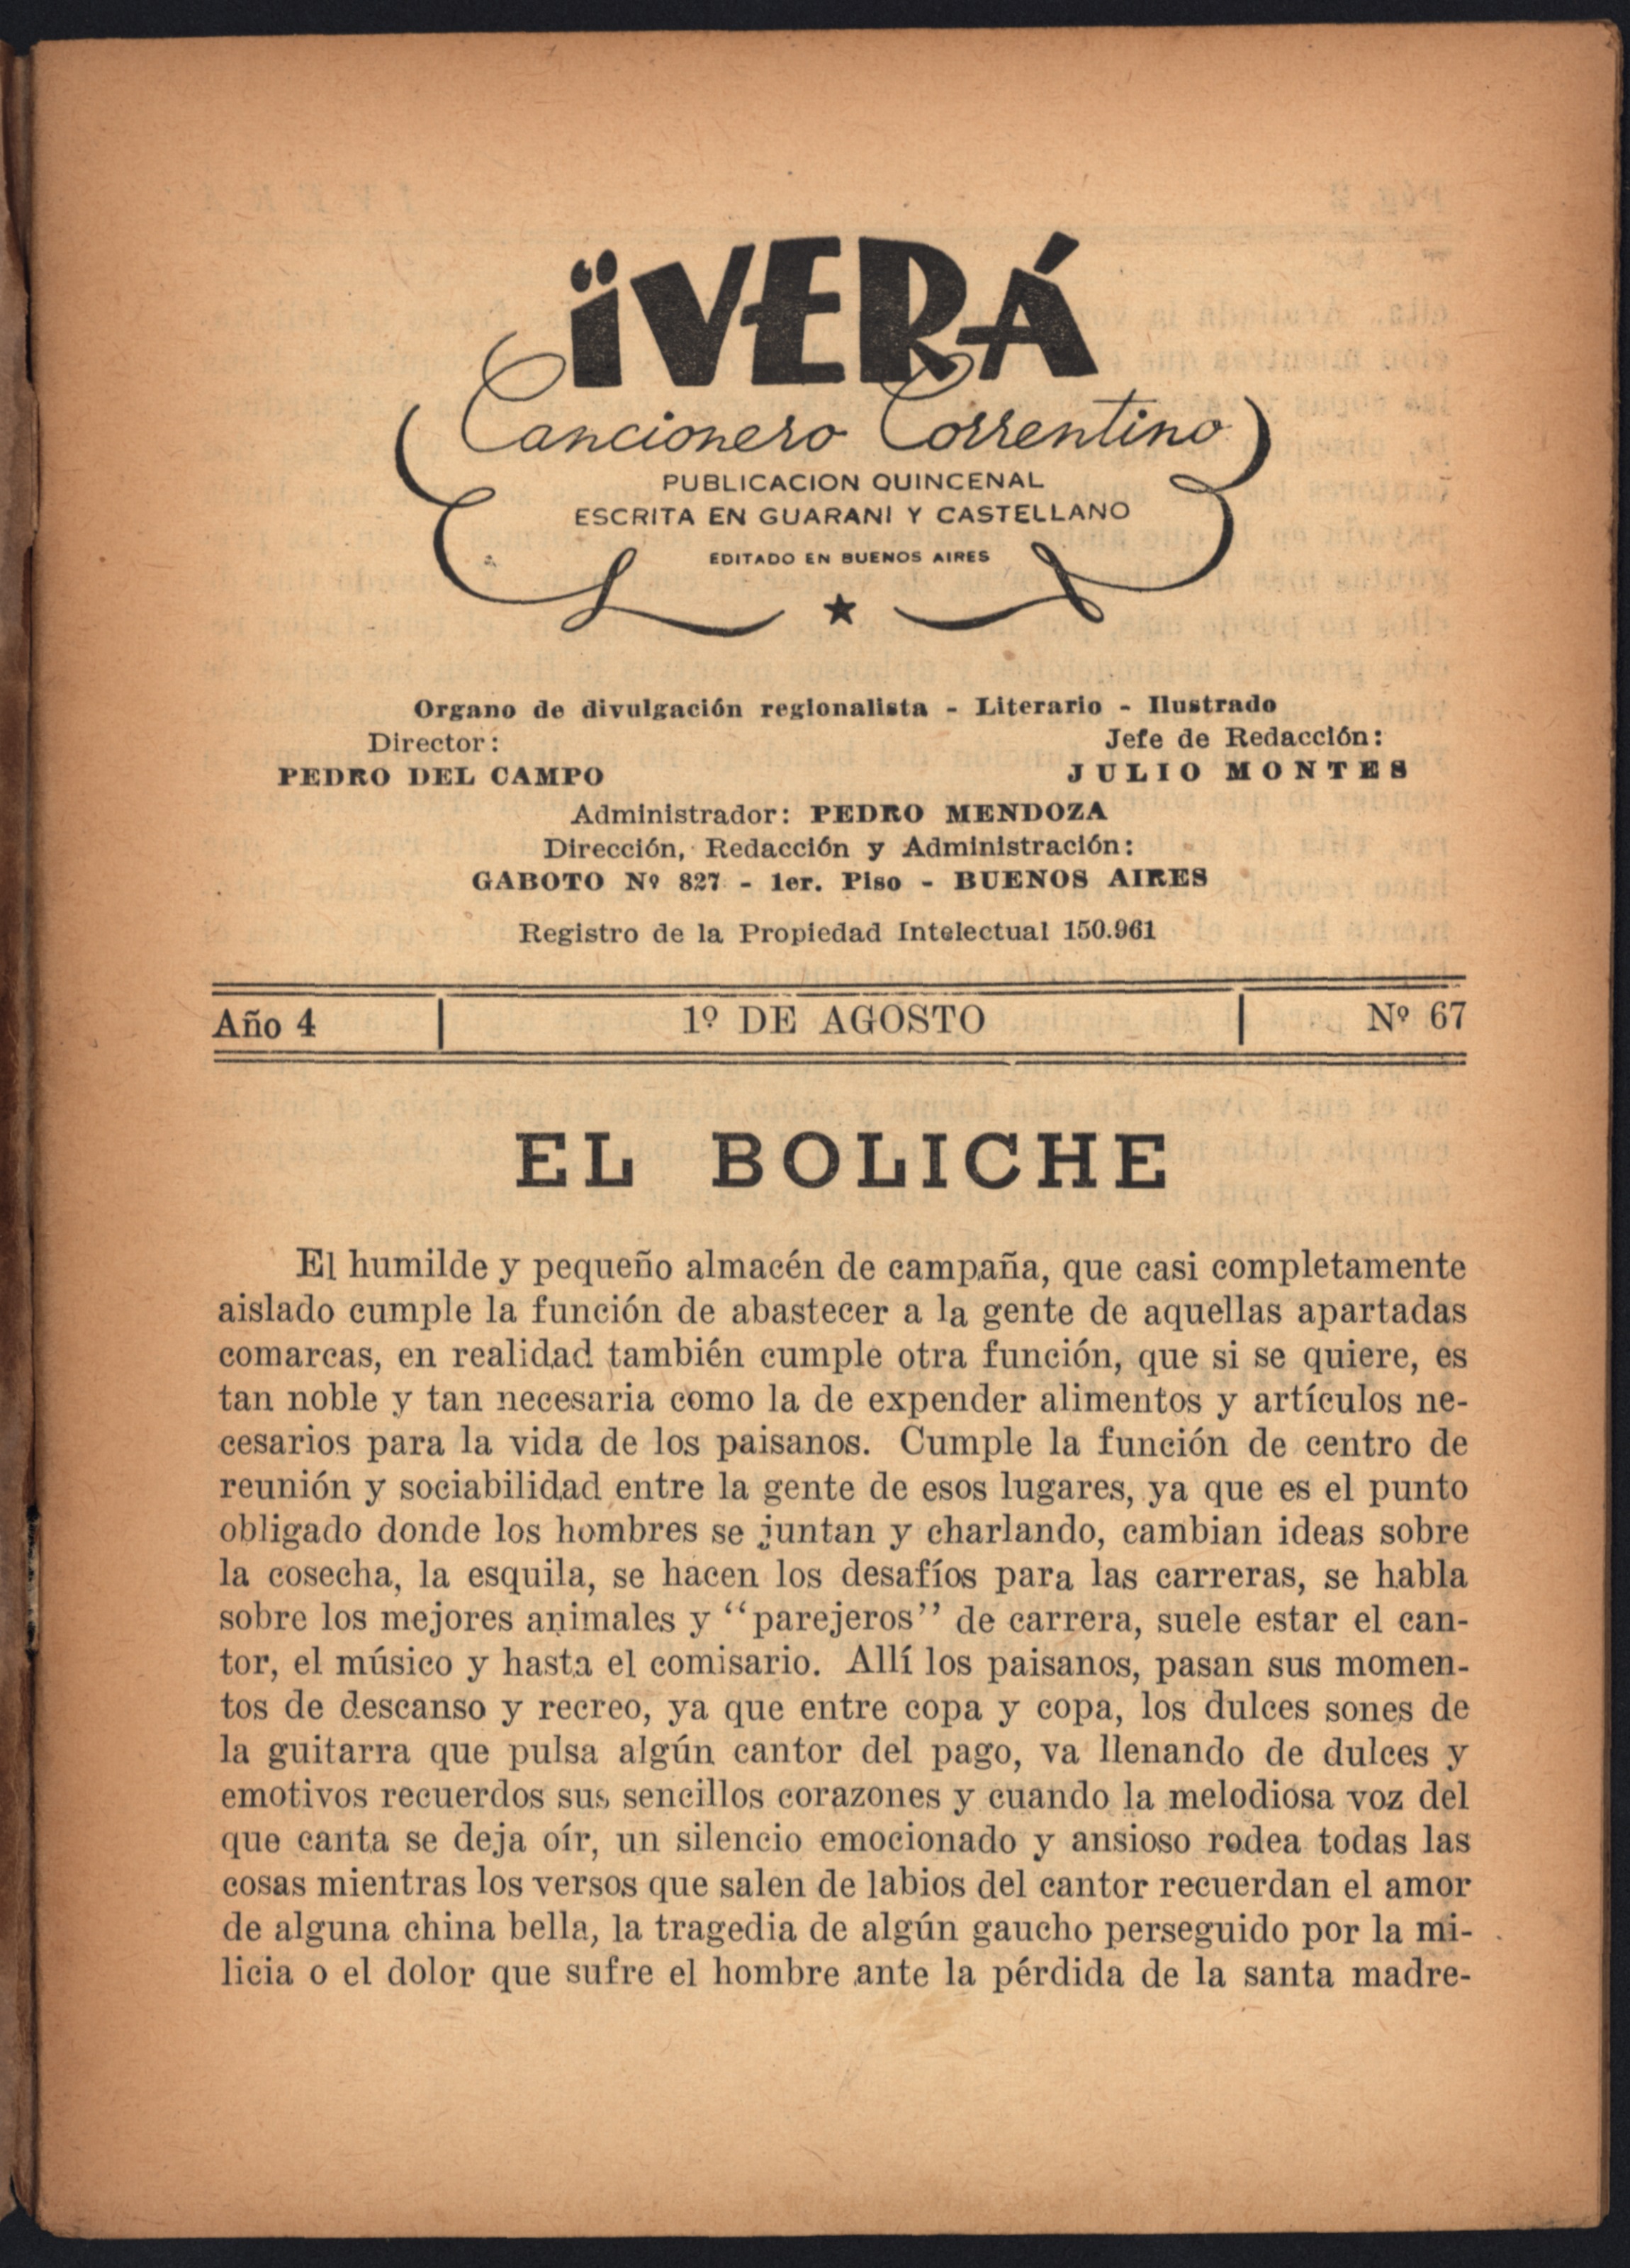 ÏVERÁ
Cancionero Correntino
PUBLICACION QUINCENAL
ESCRITA EN GUARANI Y CASTELLANO
EDITADO EN BUENOS AIRES
Organo de divulgación regionalista - Literario - Ilustrado
Director: Jefe de Redacción:
PEDRO DEL CAMPO JULIO MONTES
Administrador: PEDRO MENDOZA
Dirección, Redacción y Administración:
GABOTO Nº 827 - 1er. Piso - BUENOS AIRES
Registro de la Propiedad Intelectual 150.961
Año 4 | 1º DE AGOSTO | Nº 67
EL BOLICHE
El humilde y pequeño almacén de campaña, que casi completamente
aislado cumple la función de abastecer a la gente de aquellas apartadas
comarcas, en realidad también cumple otra función, que si se quiere, es
tan noble y tan necesaria como la de expender alimentos y artículos ne-
cesarios para la vida de los paisanos. Cumple la función de centro de
reunión y sociabilidad entre la gente de esos lugares, ya que es el punto
obligado donde los hombres se juntan y charlando, cambian ideas sobre
la cosecha, la esquila, se hacen los desafíos para las carreras, se habla
sobre los mejores animales y “parejeros” de carrera, suele estar el can-
tor, el músico y hasta el comisario. Allí los paisanos, pasan sus momen-
tos de descanso y recreo, ya que entre copa y copa, los dulces sones de
la guitarra que pulsa algún cantor del pago, va llenando de dulces y
emotivos recuerdos sus sencillos corazones y cuando la melodiosa voz del
que canta se deja oír, un silencio emocionado y ansioso rodea todas las
cosas mientras los versos que salen de labios del cantor recuerdan el amor
de alguna china bella, la tragedia de algún gaucho perseguido por la mi-
licia o el dolor que sufre el hombre ante la pérdida de la santa madre-